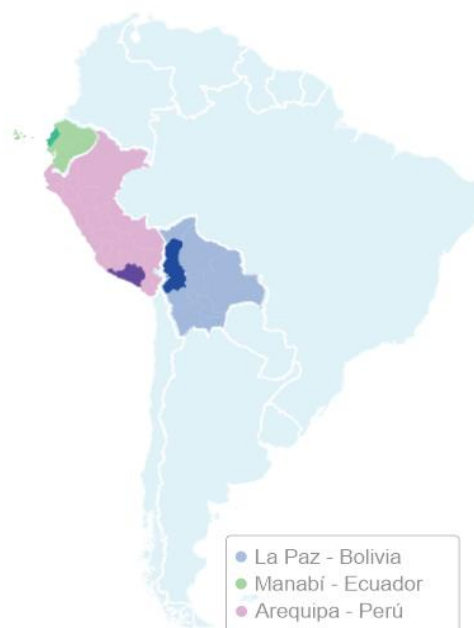 La Paz - Bolivia
Manabí - Ecuador
Arequipa - Perú